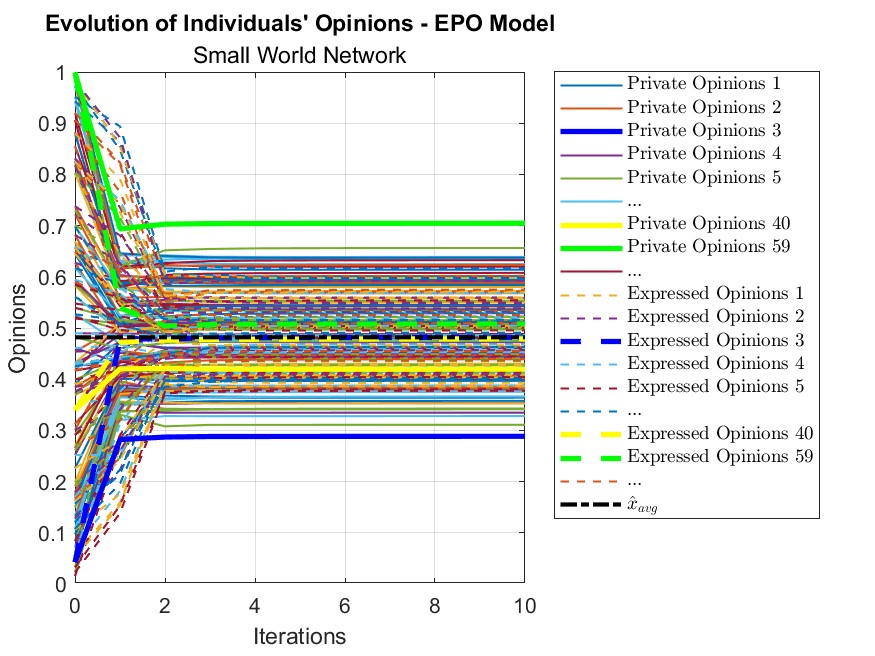 Evolution of Individuals' Opinions - EPO Model
Small World Network
1
0.9
0.8
0.7
0.6
0.5
0.4
0.3
0.2
0.1
0
Opinions
0 2 4 6 8 10
Iterations
Private Opinions 1
Private Opinions 2
Private Opinions 3
Private Opinions 4
Private Opinions 5
...
Private Opinions 40
Private Opinions 59
...
Expressed Opinions 1
Expressed Opinions 2
Expressed Opinions 3
Expressed Opinions 4
Expressed Opinions 5
...
Expressed Opinions 40
Expressed Opinions 59
...
x̂avg